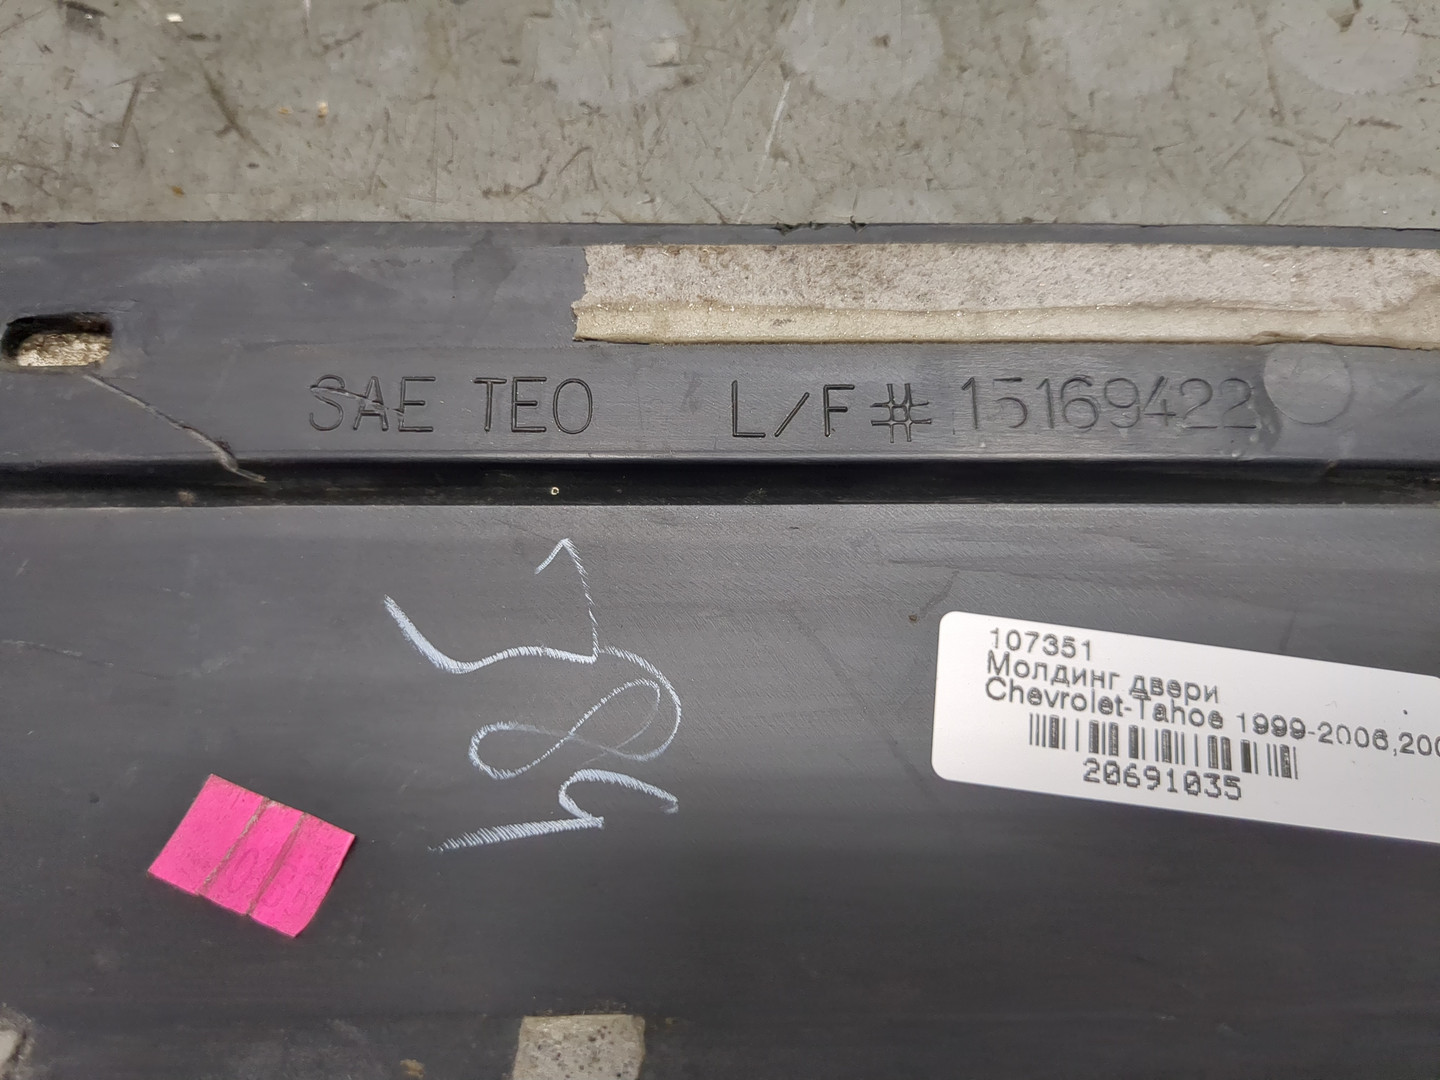 SAE TEO L/F # 15169422
107351
Молдинг двери
Chevrolet-Tahoe 1999-2006,200
20691035